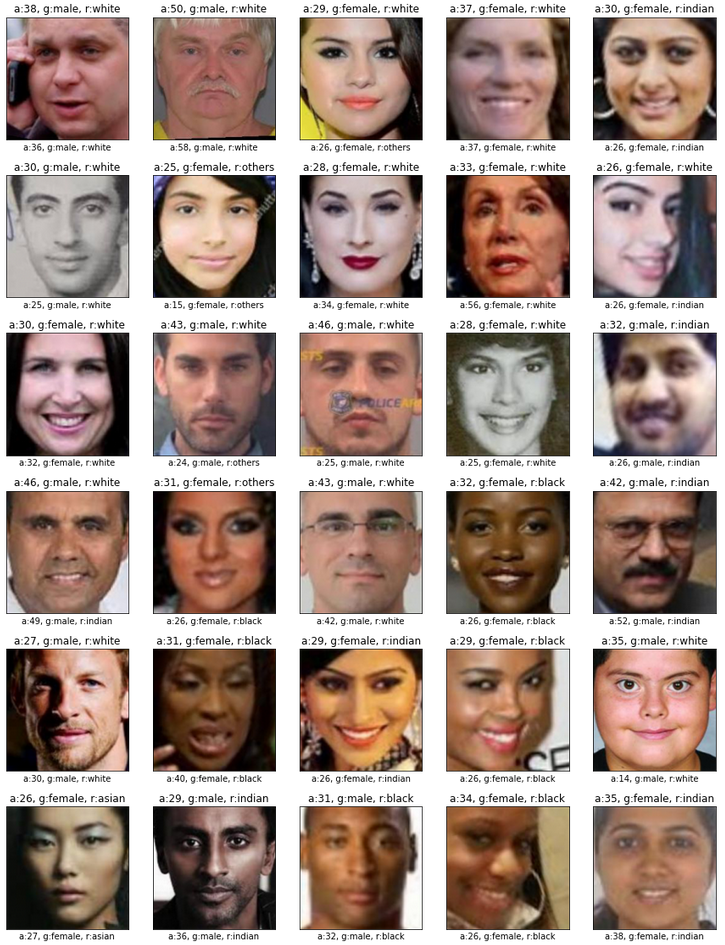 a:38, g:male, r:white
a:50, g:male, r:white
a:29, g:female, r:white
a:37, g:male, r:white
a:30, g:female, r:indian
a:36, g:male, r:white
a:58, g:male, r:white
a:26, g:female, r:others
a:37, g:female, r:white
a:26, g:female, r:indian
a:30, g:male, r:white
a:25, g:female, r:others
a:28, g:female, r:white
a:33, g:female, r:white
a:26, g:female, r:white
a:25, g:male, r:white
a:15, g:female, r:others
a:34, g:female, r:white
a:56, g:female, r:white
a:26, g:female, r:indian
a:30, g:female, r:white
a:43, g:male, r:white
a:46, g:male, r:white
a:28, g:female, r:white
a:32, g:male, r:indian
STS
POLICE
STS
a:32, g:female, r:white
a:24, g:male, r:others
a:25, g:male, r:white
a:25, g:female, r:white
a:26, g:male, r:indian
a:46, g:male, r:white
a:31, g:female, r:others
a:43, g:male, r:white
a:32, g:female, r:black
a:42, g:male, r:indian
a:49, g:male, r:indian
a:26, g:female, r:black
a:42, g:male, r:white
a:26, g:female, r:black
a:52, g:male, r:indian
a:27, g:male, r:white
a:31, g:female, r:black
a:29, g:female, r:indian
a:29, g:female, r:black
a:35, g:male, r:white
a:30, g:male, r:white
a:40, g:female, r:black
a:26, g:female, r:indian
a:26, g:female, r:black
a:14, g:male, r:white
a:26, g:female, r:asian
a:29, g:male, r:indian
a:31, g:male, r:black
a:34, g:female, r:black
a:35, g:female, r:indian
a:27, g:female, r:asian
a:36, g:male, r:indian
a:32, g:male, r:black
a:26, g:female, r:black
a:38, g:female, r:indian